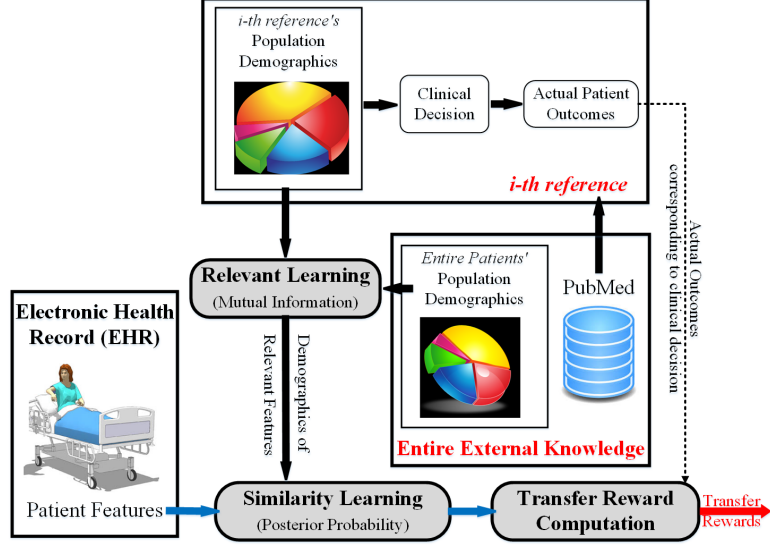 i-th reference's
Population
Demographics
Clinical
Decision
Actual Patient
Outcomes
i-th reference
Actual Outcomes
corresponding to clinical decision
Relevant Learning
(Mutual Information)
Entire Patients'
Population
Demographics
PubMed
Entire External Knowledge
Electronic Health
Record (EHR)
Patient Features
Demographics of
Relevant Features
Similarity Learning
(Posterior Probability)
Transfer Reward
Computation
Transfer
Rewards